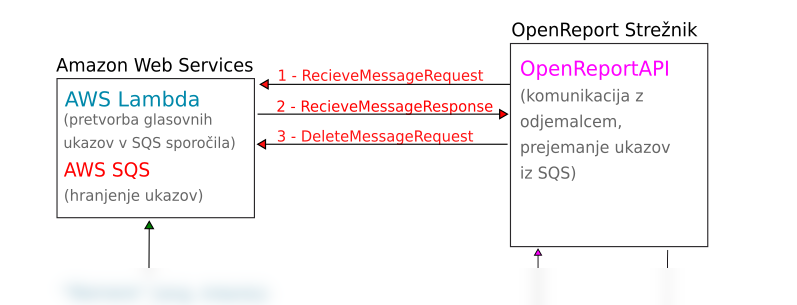 OpenReport Strežnik
Amazon Web Services
1 - RecieveMessageRequest
OpenReportAPI
AWS Lambda
(pretvorba glasovnih
ukazov v SQS sporočila)
2 - RecieveMessageResponse
(komunikacija z
odjemalcem,
3 - DeleteMessageRequest
prejemanje ukazov
iz SQS)
AWS SQS
(hranjenje ukazov)